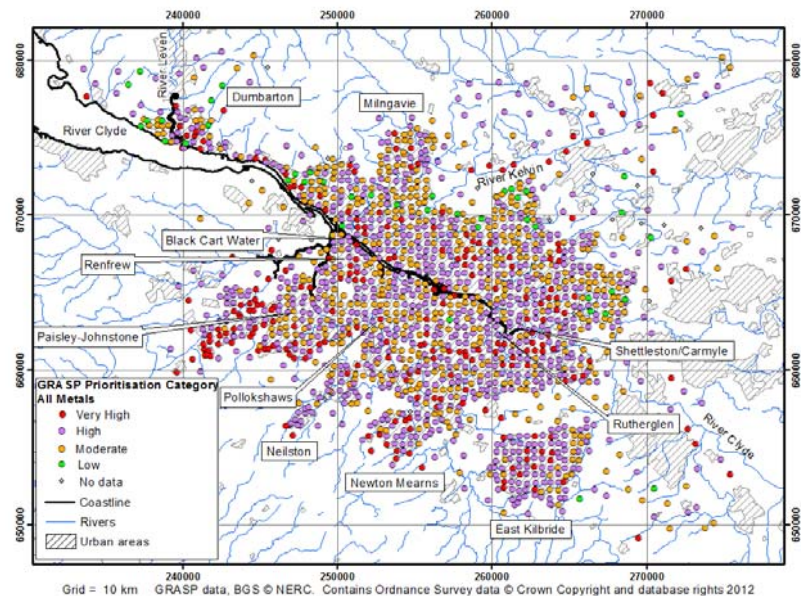 240000 250000 260000 270000
680000 680000
River Leven
Dumbarton
Milngavie
River Clyde
River Kelvin
670000 670000
Black Cart Water
Renfrew
Paisley-Johnstone
Shettleston/Carmyle
660000 660000
Pollokshaws
Rutherglen
River Clyde
Neilston
Newton Mearns
East Kilbride
650000 650000
GRASP Prioritisation Category
All Metals
Very High
High
Moderate
Low
No data
Coastline
Rivers
Urban areas
240000 250000 260000 270000
Grid = 10 km GRASP data, BGS © NERC. Contains Ordnance Survey data © Crown Copyright and database rights 2012